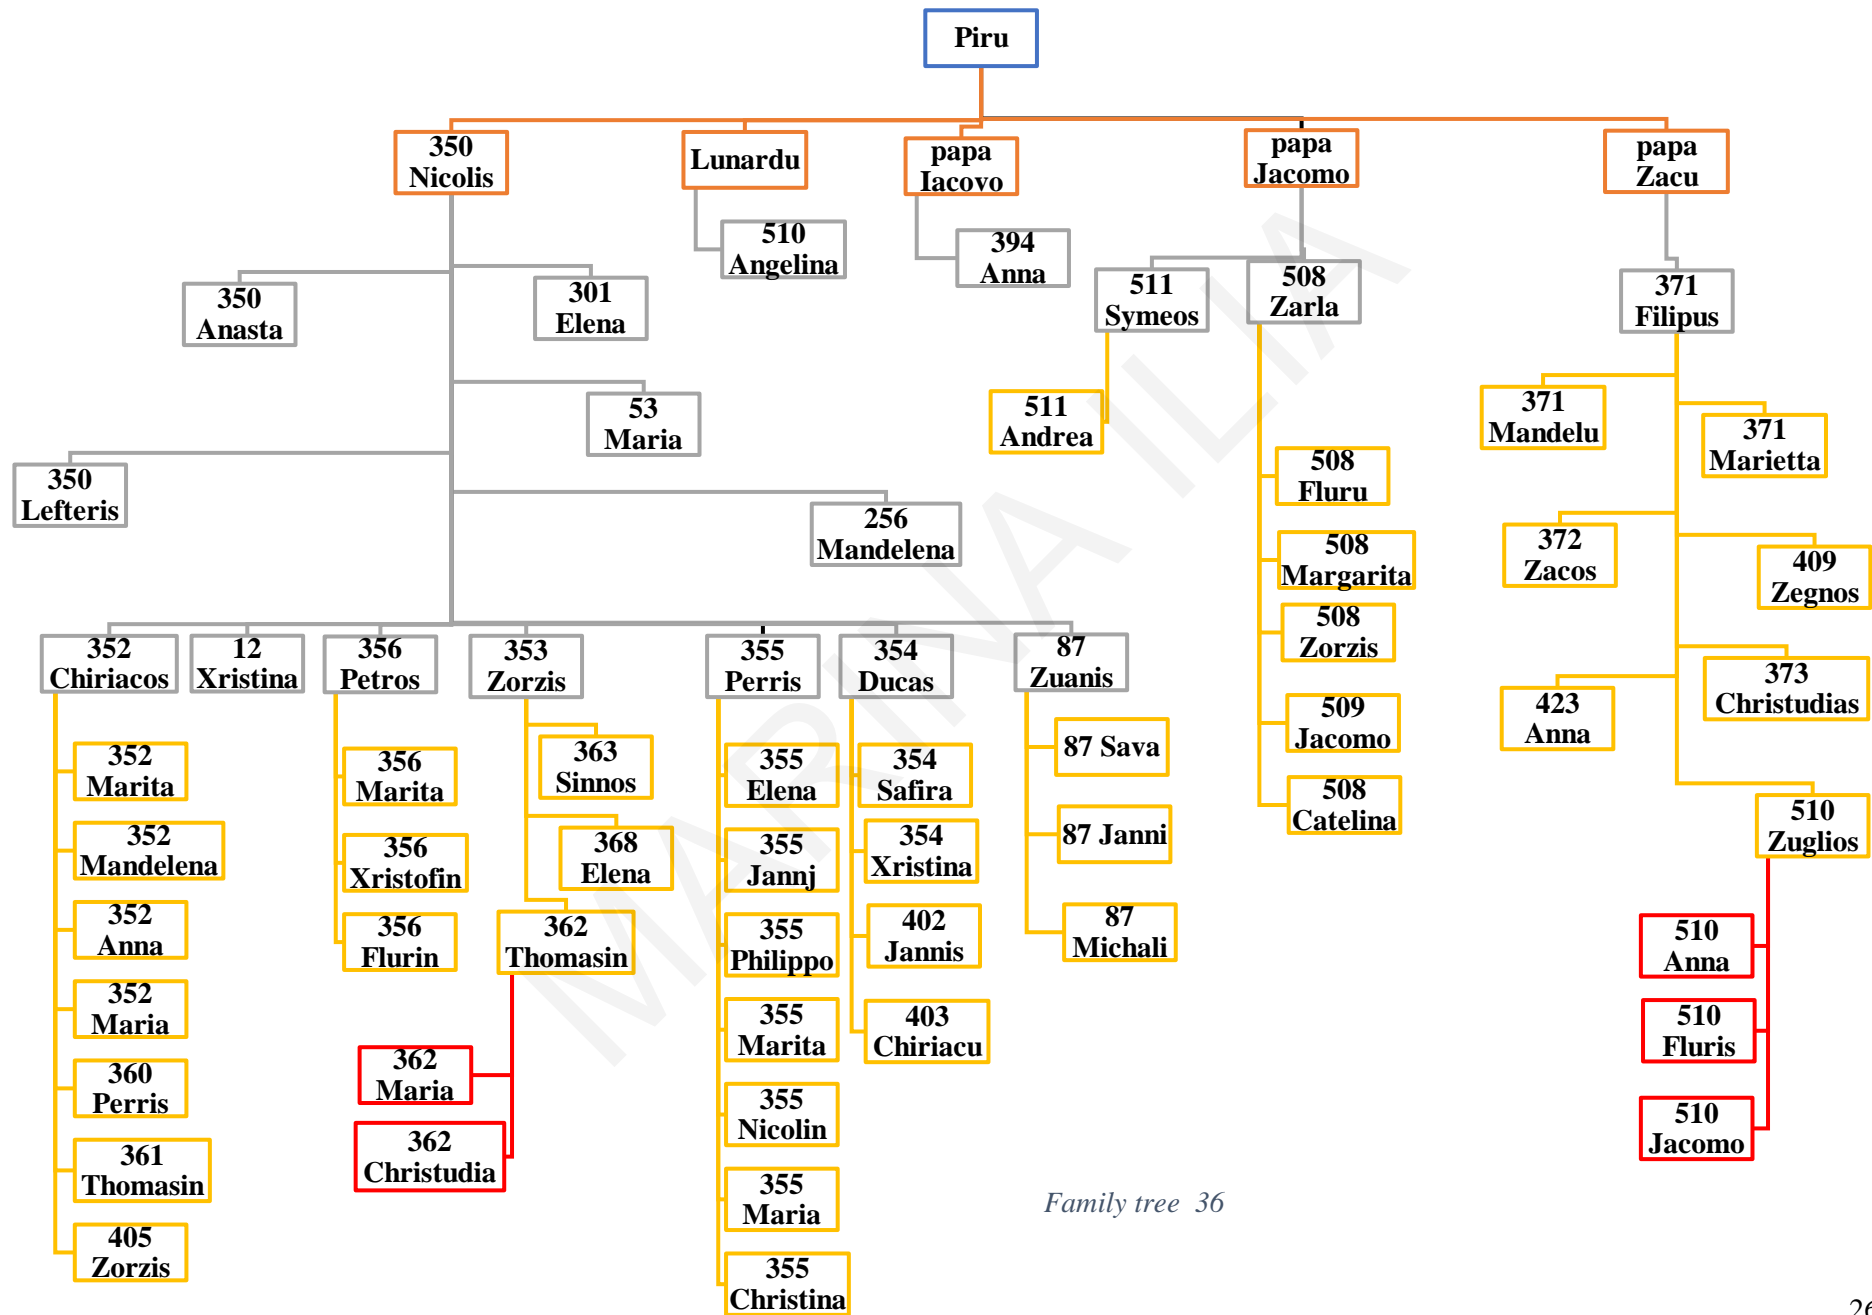 Piru
350
Nicolis
Lunardu
papa
Iacovo
papa
Jacomo
papa
Zacu
510
Angelina
394
Anna
350
Anasta
301
Elena
511
Symeos
508
Zarla
371
Filipus
53
Maria
511
Andrea
371
Mandelu
371
Marietta
350
Lefteris
256
Mandelena
508
Fluru
508
Margarita
508
Zorzis
509
Jacomo
508
Catelina
372
Zacos
409
Zegnos
423
Anna
373
Christudias
510
Zuglios
352
Chiriacos
12
Xristina
356
Petros
353
Zorzis
355
Perris
354
Ducas
87
Zuanis
352
Marita
352
Mandelena
352
Anna
352
Maria
360
Perris
361
Thomasin
405
Zorzis
356
Marita
356
Xristofin
356
Flurin
363
Sinnos
368
Elena
362
Thomasin
362
Maria
362
Christudia
355
Elena
355
Jannj
355
Philippo
355
Marita
355
Nicolin
355
Maria
355
Christina
354
Safira
354
Xristina
402
Jannis
403
Chiriacu
87 Sava
87 Janni
87
Michali
510
Anna
510
Fluris
510
Jacomo
MARINA ILIA
Family tree 36